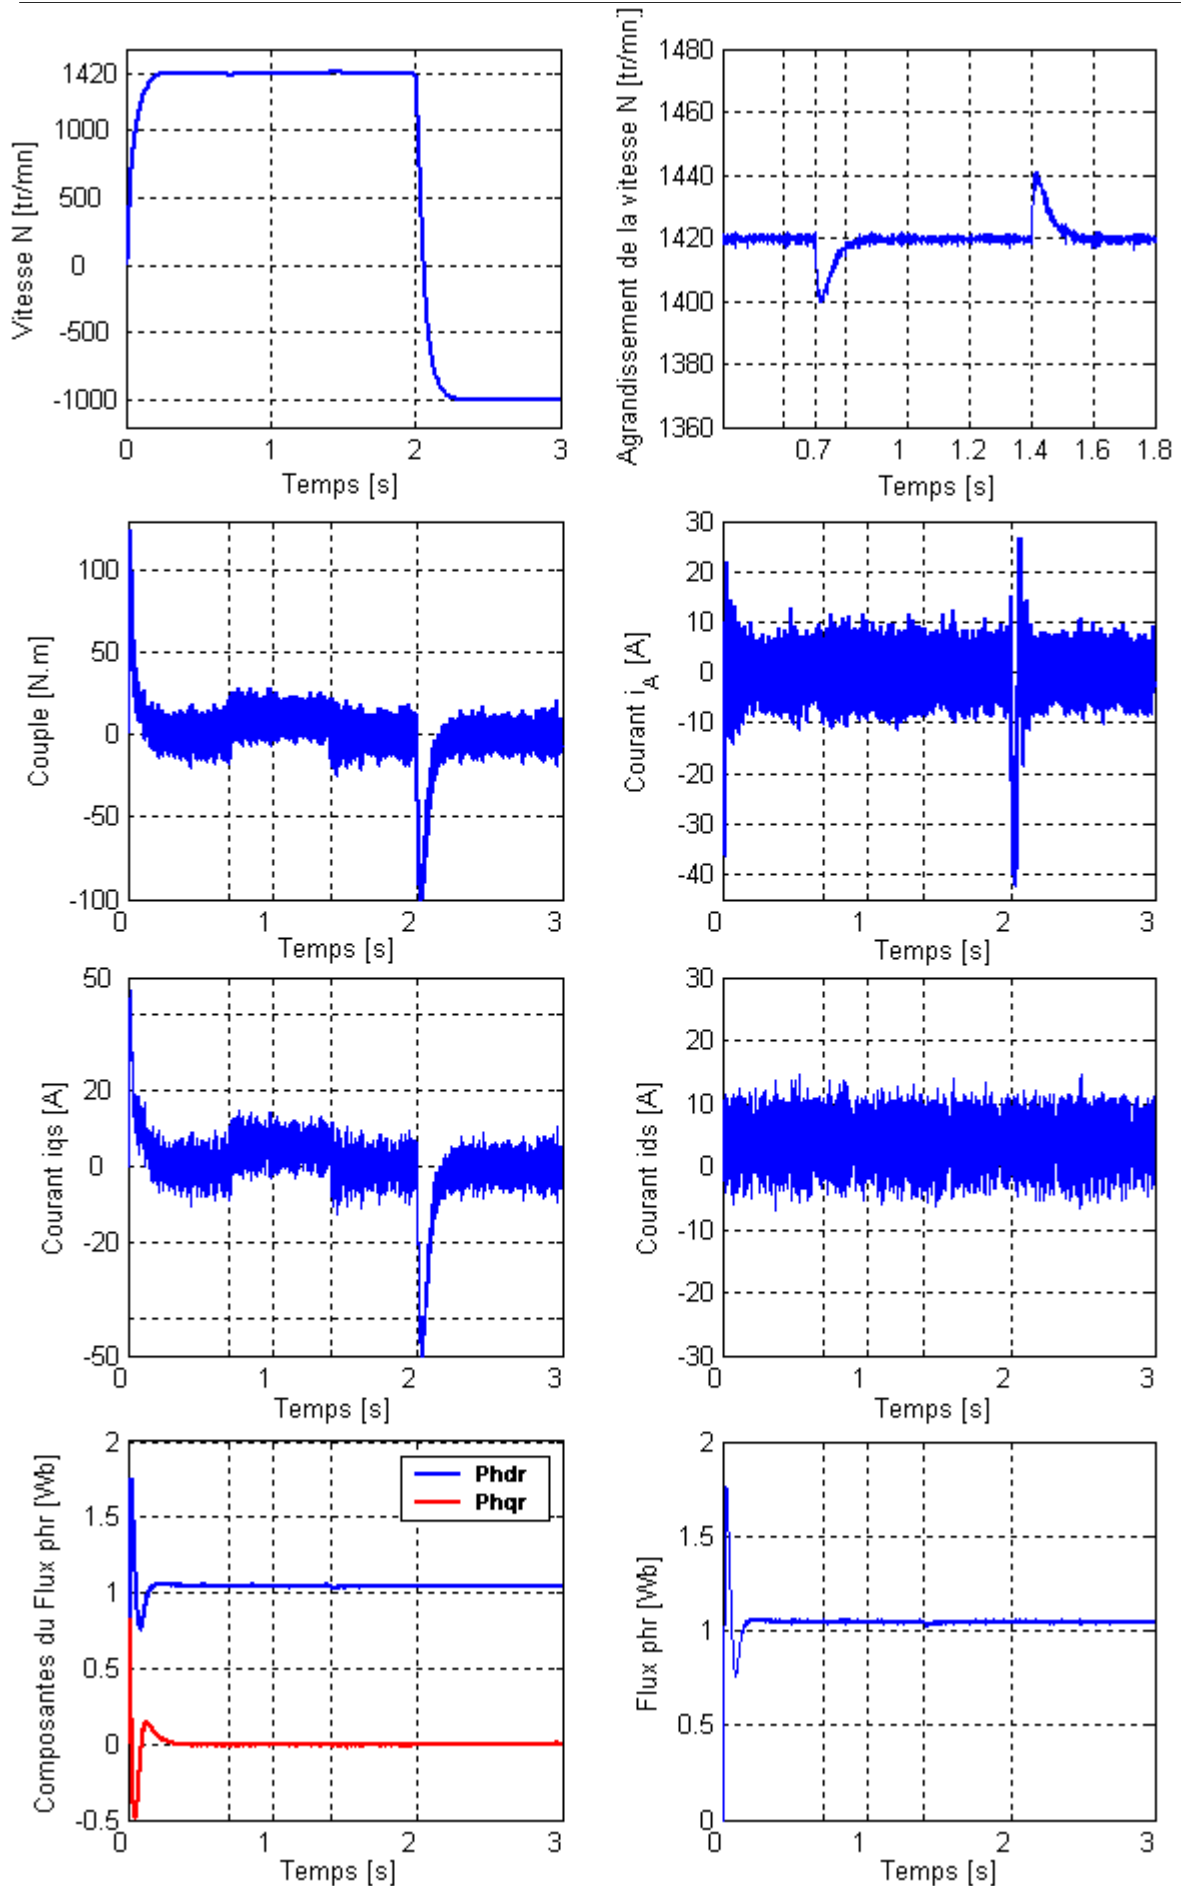 Vitesse N [tr/mn]
1420
1000
500
0
-500
-1000
0 1 2 3
Temps [s]
Agrandissement de la vitesse N [tr/mn]
1480
1460
1440
1420
1400
1380
1360
0.7 1 1.2 1.4 1.6 1.8
Temps [s]
Couple [N.m]
100
50
0
-50
-100
0 1 2 3
Temps [s]
Courant i_A [A]
30
20
10
0
-10
-20
-30
-40
0 1 2 3
Temps [s]
Courant iqs [A]
50
20
0
-20
-50
0 1 2 3
Temps [s]
Courant ids [A]
30
20
10
0
-10
-20
-30
0 1 2 3
Temps [s]
Composantes du Flux phr [Wb]
2
1.5
1
0.5
0
-0.5
Phdr
Phqr
0 1 2 3
Temps [s]
Flux phr [Wb]
2
1.5
1
0.5
0
0 1 2 3
Temps [s]